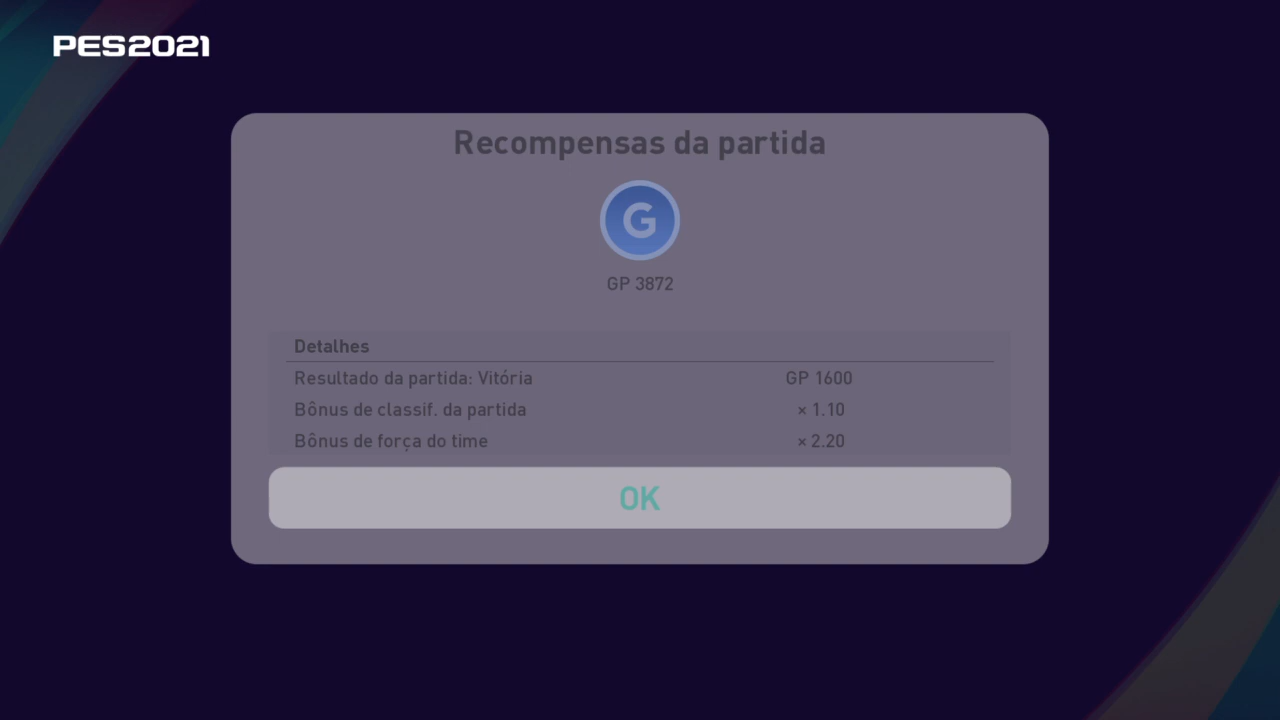 PES2021
Recompensas da partida
G
GP 3872
Detalhes
Resultado da partida: Vitória GP 1600
Bônus de classif. da partida × 1.10
Bônus de força do time × 2.20
OK